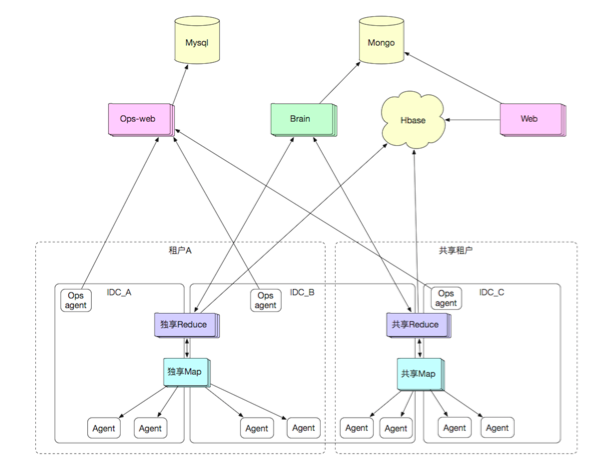 Mysql
Mongo
Ops-web
Brain
Hbase
Web
租户A
共享租户
IDC_A
IDC_B
IDC_C
Ops
agent
Ops
agent
Ops
agent
独享Reduce
共享Reduce
独享Map
共享Map
Agent
Agent
Agent
Agent
Agent
Agent
Agent
Agent